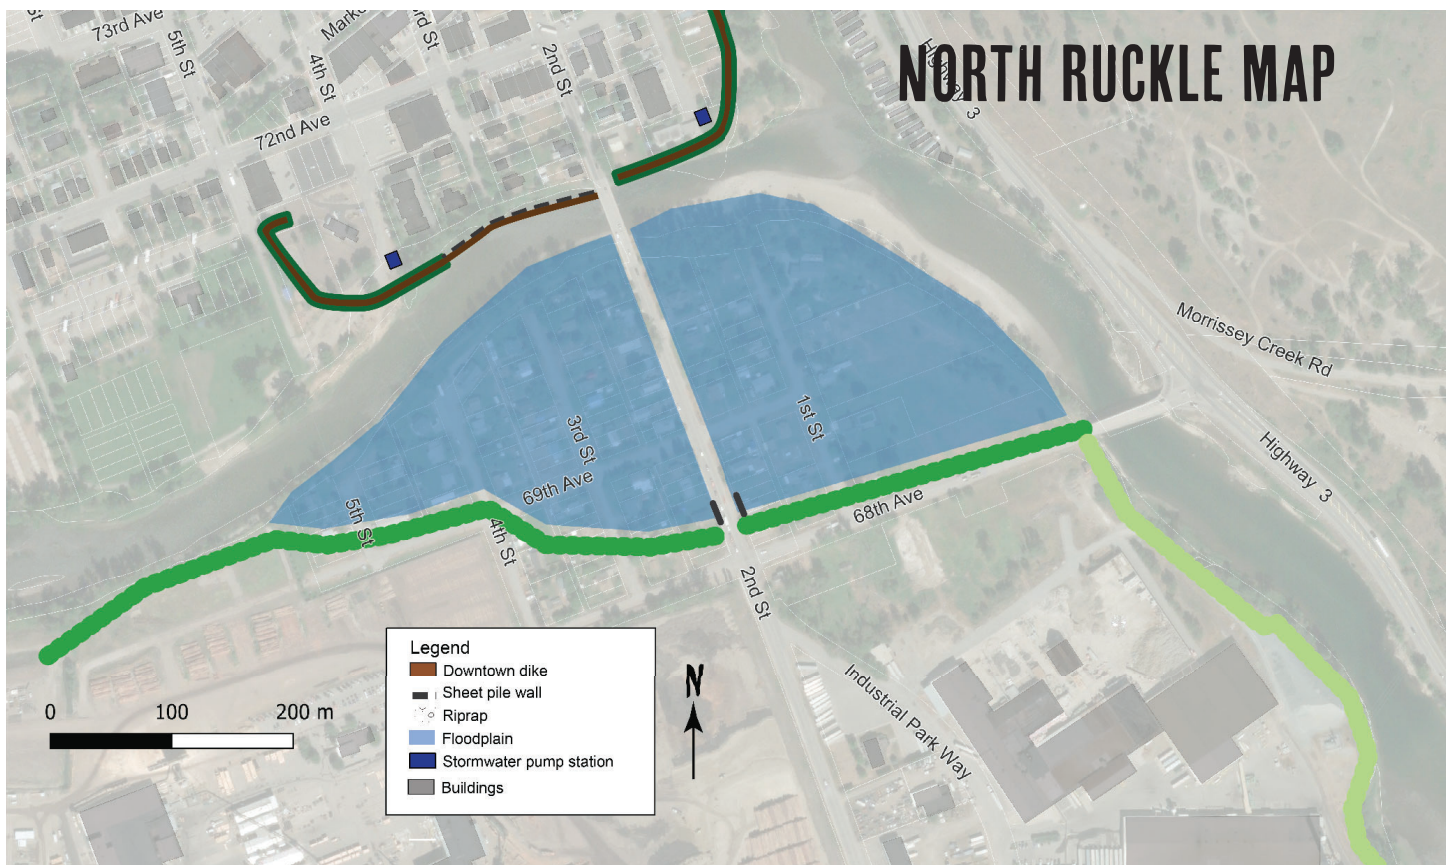 73rd Ave
5th St
4th St
3rd St
2nd St
Highway 3
NORTH RUCKLE MAP
72nd Ave
Morrissey Creek Rd
1st St
3rd St
69th Ave
5th St
4th St
68th Ave
Highway 3
2nd St
Industrial Park Way
Legend
Downtown dike
Sheet pile wall
Riprap
Floodplain
Stormwater pump station
Buildings
0 100 200 m
N